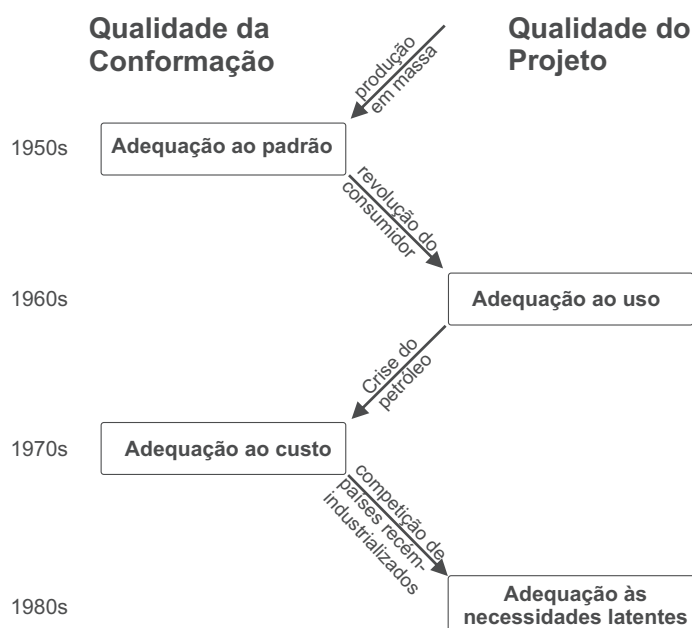 Qualidade da
Conformação
Qualidade do
Projeto
produção
em massa
1950s
Adequação ao padrão
revolução do
consumidor
1960s
Adequação ao uso
Crise do
petróleo
1970s
Adequação ao custo
competição de
países recém-
industrializados
1980s
Adequação às
necessidades latentes